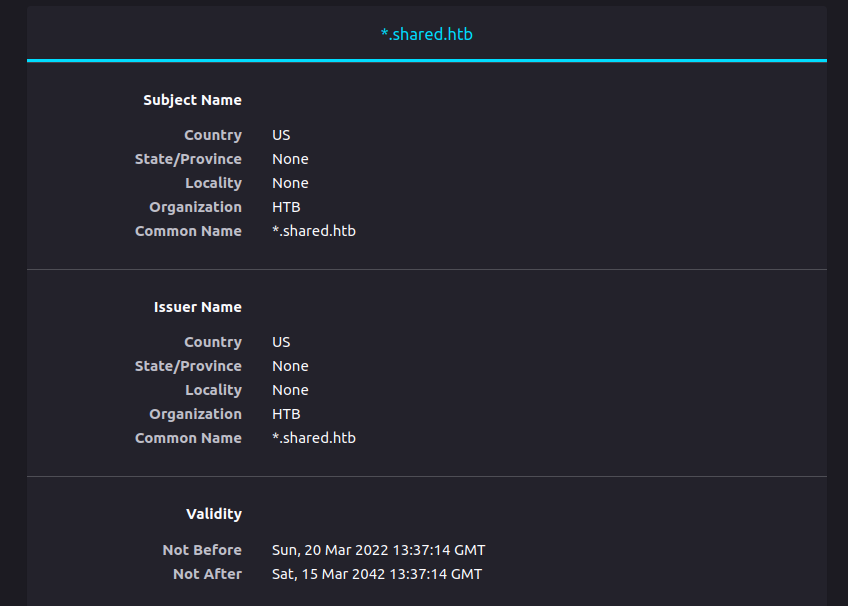 *.shared.htb
Subject Name
Country US
State/Province None
Locality None
Organization HTB
Common Name *.shared.htb
Issuer Name
Country US
State/Province None
Locality None
Organization HTB
Common Name *.shared.htb
Validity
Not Before Sun, 20 Mar 2022 13:37:14 GMT
Not After Sat, 15 Mar 2042 13:37:14 GMT